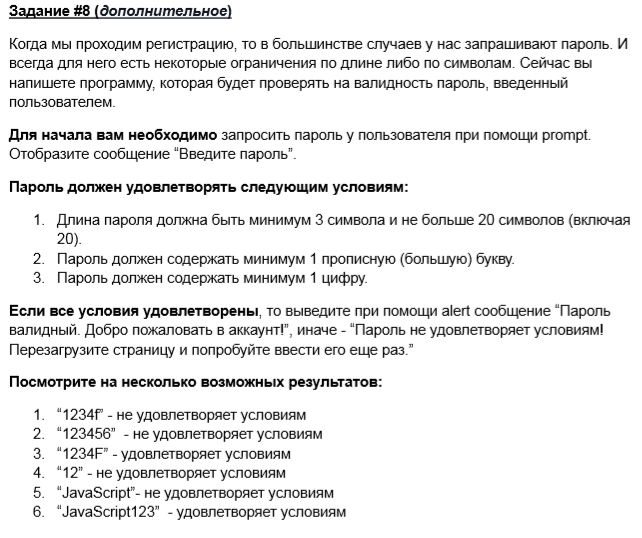 Задание #8 (дополнительное)
Когда мы проходим регистрацию, то в большинстве случаев у нас запрашивают пароль. И
всегда для него есть некоторые ограничения по длине либо по символам. Сейчас вы
напишете программу, которая будет проверять на валидность пароль, введенный
пользователем.
Для начала вам необходимо запросить пароль у пользователя при помощи prompt.
Отобразите сообщение “Введите пароль”.
Пароль должен удовлетворять следующим условиям:
1. Длина пароля должна быть минимум 3 символа и не больше 20 символов (включая
20).
2. Пароль должен содержать минимум 1 прописную (большую) букву.
3. Пароль должен содержать минимум 1 цифру.
Если все условия удовлетворены, то выведите при помощи alert сообщение “Пароль
валидный. Добро пожаловать в аккаунт!”, иначе - “Пароль не удовлетворяет условиям!
Перезагрузите страницу и попробуйте ввести его еще раз.”
Посмотрите на несколько возможных результатов:
1. “1234f” - не удовлетворяет условиям
2. “123456” - не удовлетворяет условиям
3. “1234F” - удовлетворяет условиям
4. “12” - не удовлетворяет условиям
5. “JavaScript”- не удовлетворяет условиям
6. “JavaScript123” - удовлетворяет условиям